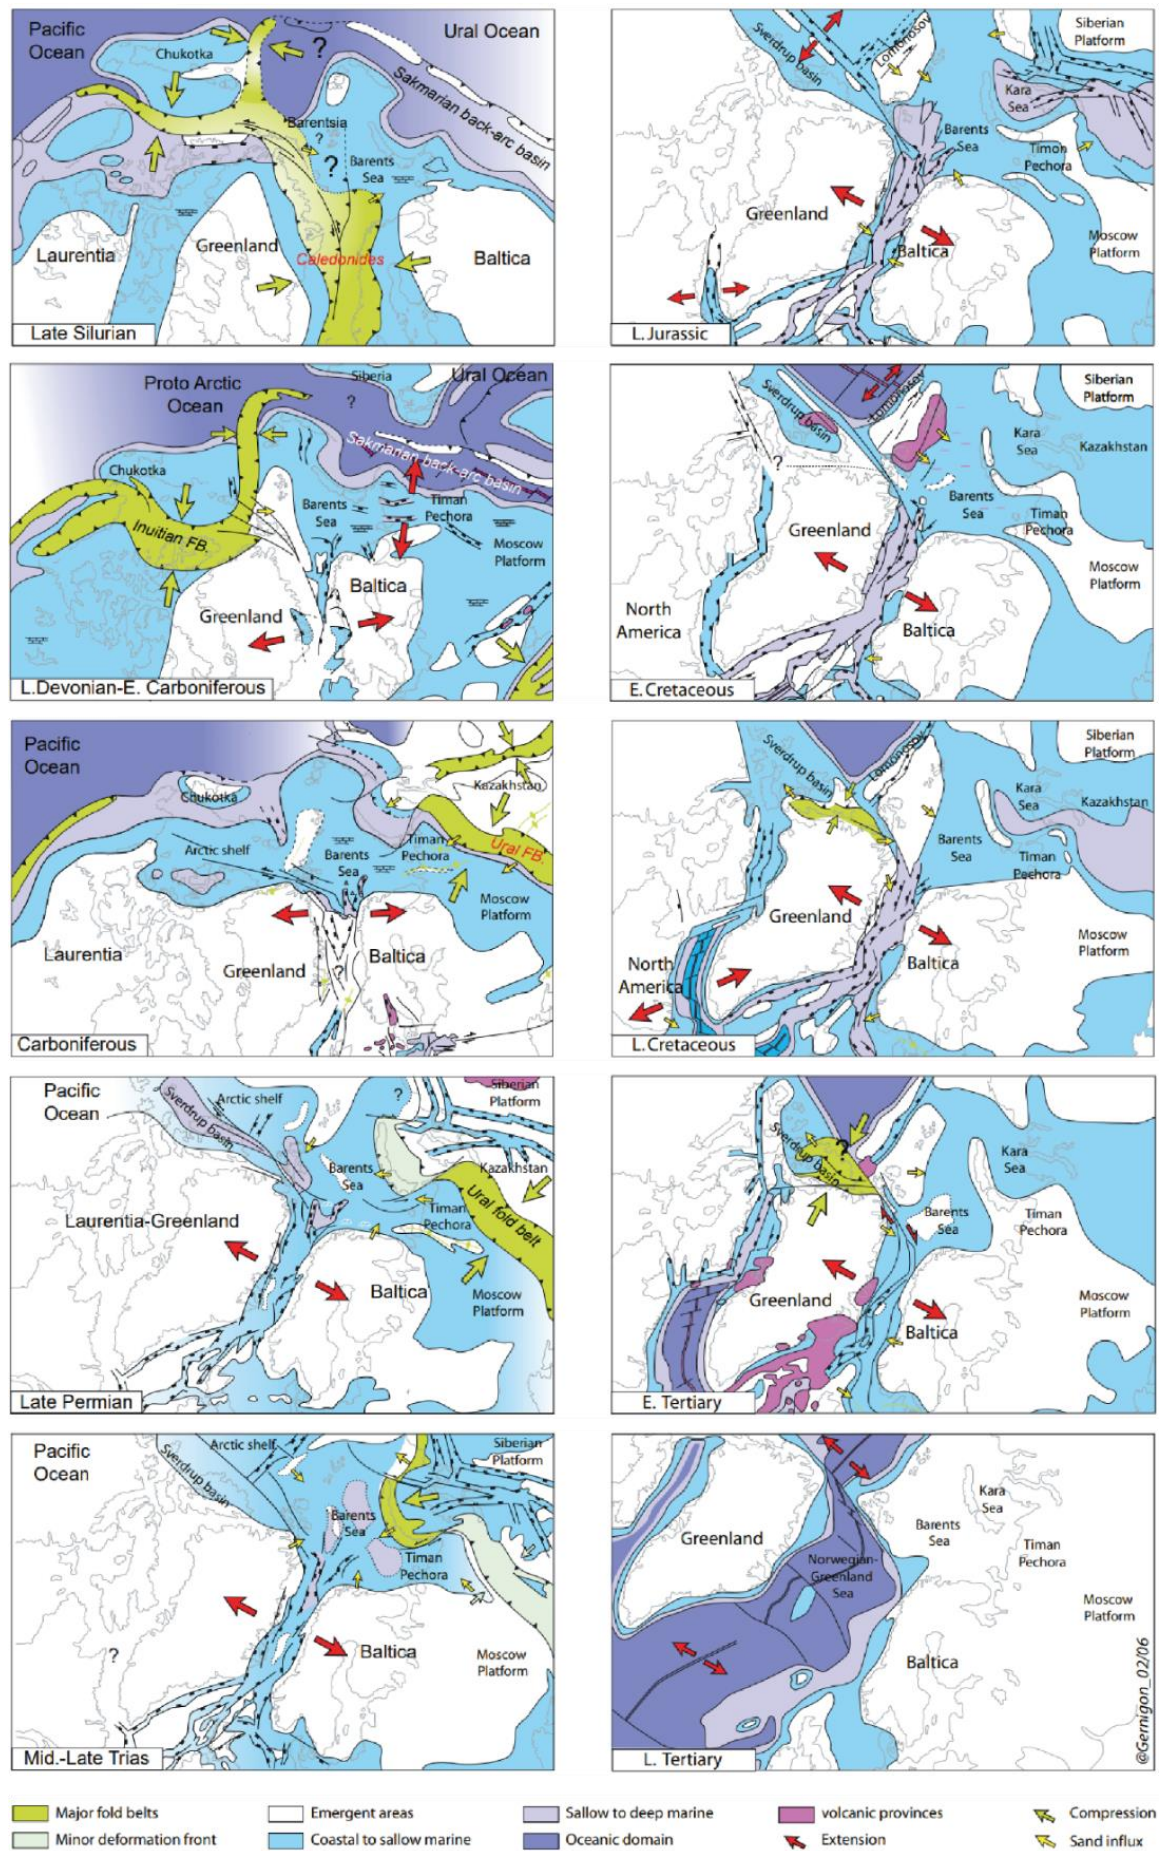 Pacific
Ocean
Ural Ocean
Chukotka
?
Sakmarian back-arc basin
Barentsia
?
?
Barents
Sea
Laurentia
Greenland
Caledonides
Baltica
Late Silurian
Proto Arctic
Ocean
Siberia
Ural Ocean
?
Sakmarian back-arc basin
Chukotka
Inuitian FB.
Barents
Sea
Timan
Pechora
Moscow
Platform
Baltica
Greenland
L.Devonian-E. Carboniferous
Pacific
Ocean
Chukotka
Kazakhstan
Arctic shelf
Barents
Sea
Timan
Pechora
Ural FB.
Moscow
Platform
Laurentia
Greenland
?
Baltica
Carboniferous
Pacific
Ocean
Sverdrup basin
Arctic shelf
?
Siberian
Platform
Barents
Sea
Kazakhstan
Ural fold belt
Timan
Pechora
Laurentia-Greenland
Baltica
Moscow
Platform
Late Permian
Pacific
Ocean
Sverdrup basin
Arctic shelf
Siberian
Platform
Barents
Sea
Timan
Pechora
?
Baltica
Moscow
Platform
Mid.-Late Trias
Sverdrup basin
Lomonosov
Siberian
Platform
Kara
Sea
Barents
Sea
Timon
Pechora
Greenland
Baltica
Moscow
Platform
L. Jurassic
Sverdrup basin
Lomonosov
Siberian
Platform
Kara
Sea
Kazakhstan
?
Barents
Sea
Timan
Pechora
Greenland
Moscow
Platform
North
America
Baltica
E. Cretaceous
Sverdrup basin
Lomonosov
Siberian
Platform
Kara
Sea
Kazakhstan
Barents
Sea
Timan
Pechora
Greenland
Moscow
Platform
North
America
Baltica
L. Cretaceous
Sverdrup basin
?
Kara
Sea
Barents
Sea
Timan
Pechora
Greenland
Moscow
Platform
Baltica
E. Tertiary
Greenland
Norwegian-
Greenland
Sea
Barents
Sea
Kara
Sea
Timan
Pechora
Moscow
Platform
Baltica
L. Tertiary
@Gernigon_02/06
Major fold belts
Emergent areas
Sallow to deep marine
volcanic provinces
Compression
Minor deformation front
Coastal to sallow marine
Oceanic domain
Extension
Sand influx